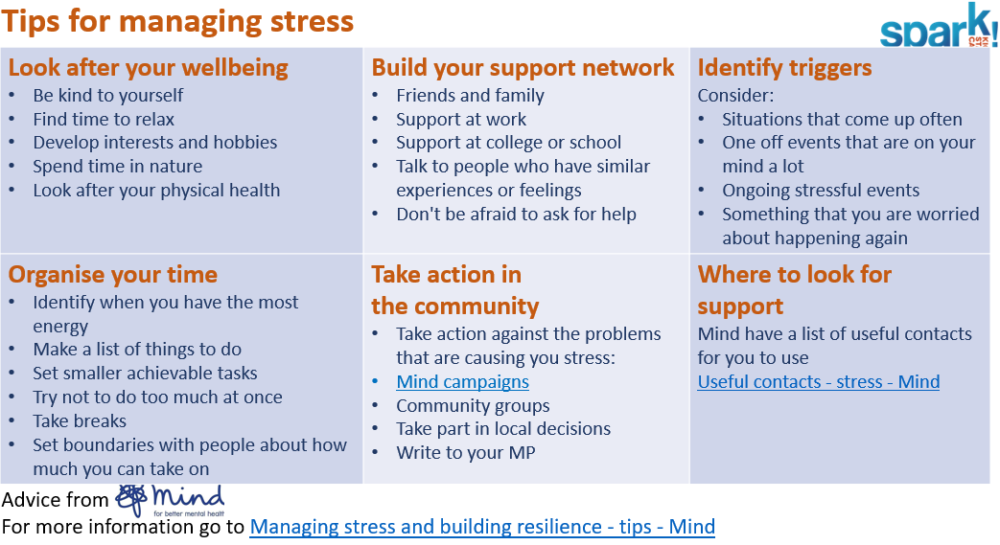 Tips for managing stress
spark!
Look after your wellbeing
• Be kind to yourself
• Find time to relax
• Develop interests and hobbies
• Spend time in nature
• Look after your physical health
Build your support network
• Friends and family
• Support at work
• Support at college or school
• Talk to people who have similar
experiences or feelings
• Don't be afraid to ask for help
Identify triggers
Consider:
• Situations that come up often
• One off events that are on your
mind a lot
• Ongoing stressful events
• Something that you are worried
about happening again
Organise your time
• Identify when you have the most
energy
• Make a list of things to do
• Set smaller achievable tasks
• Try not to do too much at once
• Take breaks
• Set boundaries with people about how
much you can take on
Take action in
the community
• Take action against the problems
that are causing you stress:
• Mind campaigns
• Community groups
• Take part in local decisions
• Write to your MP
Where to look for
support
Mind have a list of useful contacts
for you to use
Useful contacts - stress - Mind
Advice from mind
for better mental health
For more information go to Managing stress and building resilience - tips - Mind